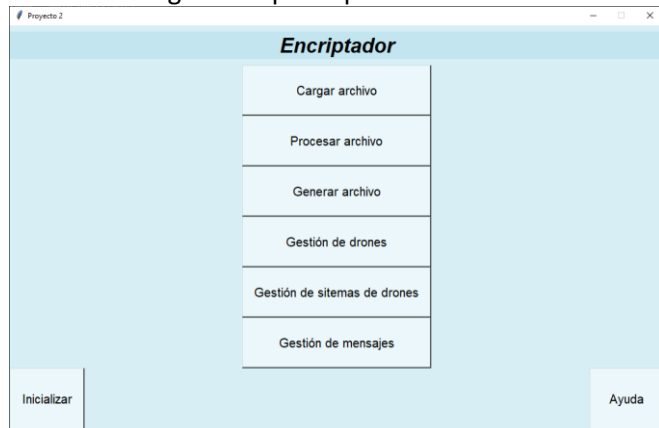 Proyecto 2
Encriptador
Cargar archivo
Procesar archivo
Generar archivo
Gestión de drones
Gestión de sitemas de drones
Gestión de mensajes
Inicializar
Ayuda